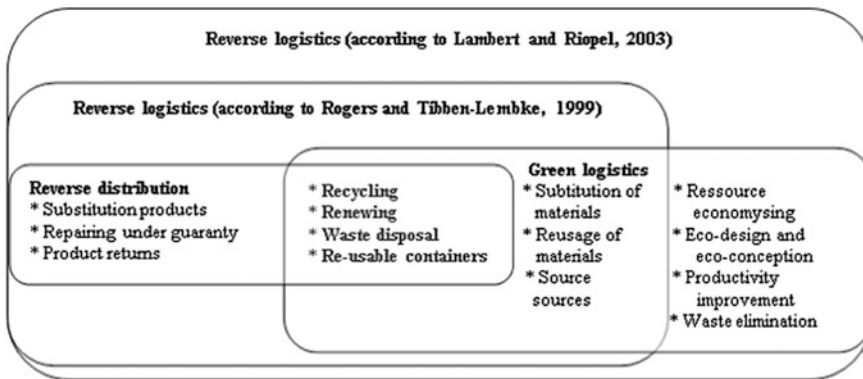 Reverse logistics (according to Lambert and Riopel, 2003)
Reverse logistics (according to Rogers and Tibben-Lembke, 1999)
Reverse distribution
* Substitution products
* Repairing under guaranty
* Product returns
* Recycling
* Renewing
* Waste disposal
* Re-usable containers
Green logistics
* Subtitution of
materials
* Reusage of
materials
* Source
sources
* Ressource
economysing
* Eco-design and
eco-conception
* Productivity
improvement
* Waste elimination